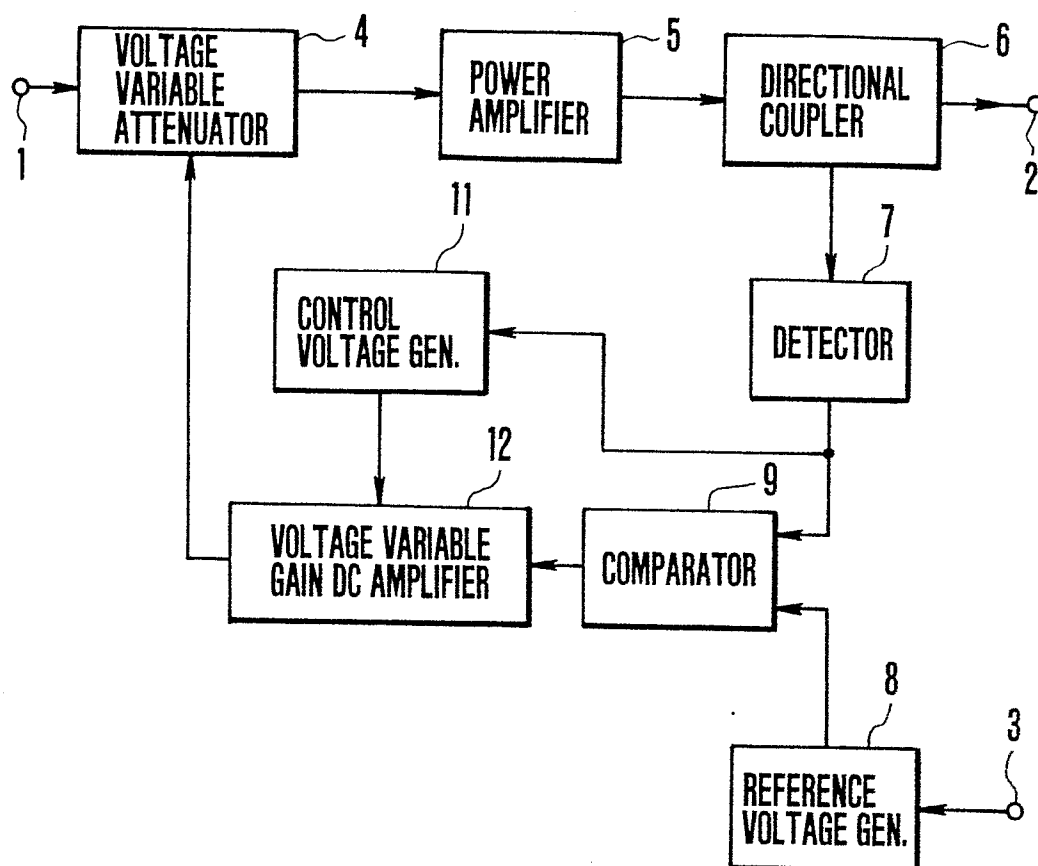 4
5
6
VOLTAGE
VARIABLE
ATTENUATOR
POWER
AMPLIFIER
DIRECTIONAL
COUPLER
1
2
11
7
CONTROL
VOLTAGE GEN.
DETECTOR
12
9
VOLTAGE VARIABLE
GAIN DC AMPLIFIER
COMPARATOR
8
3
REFERENCE
VOLTAGE GEN.